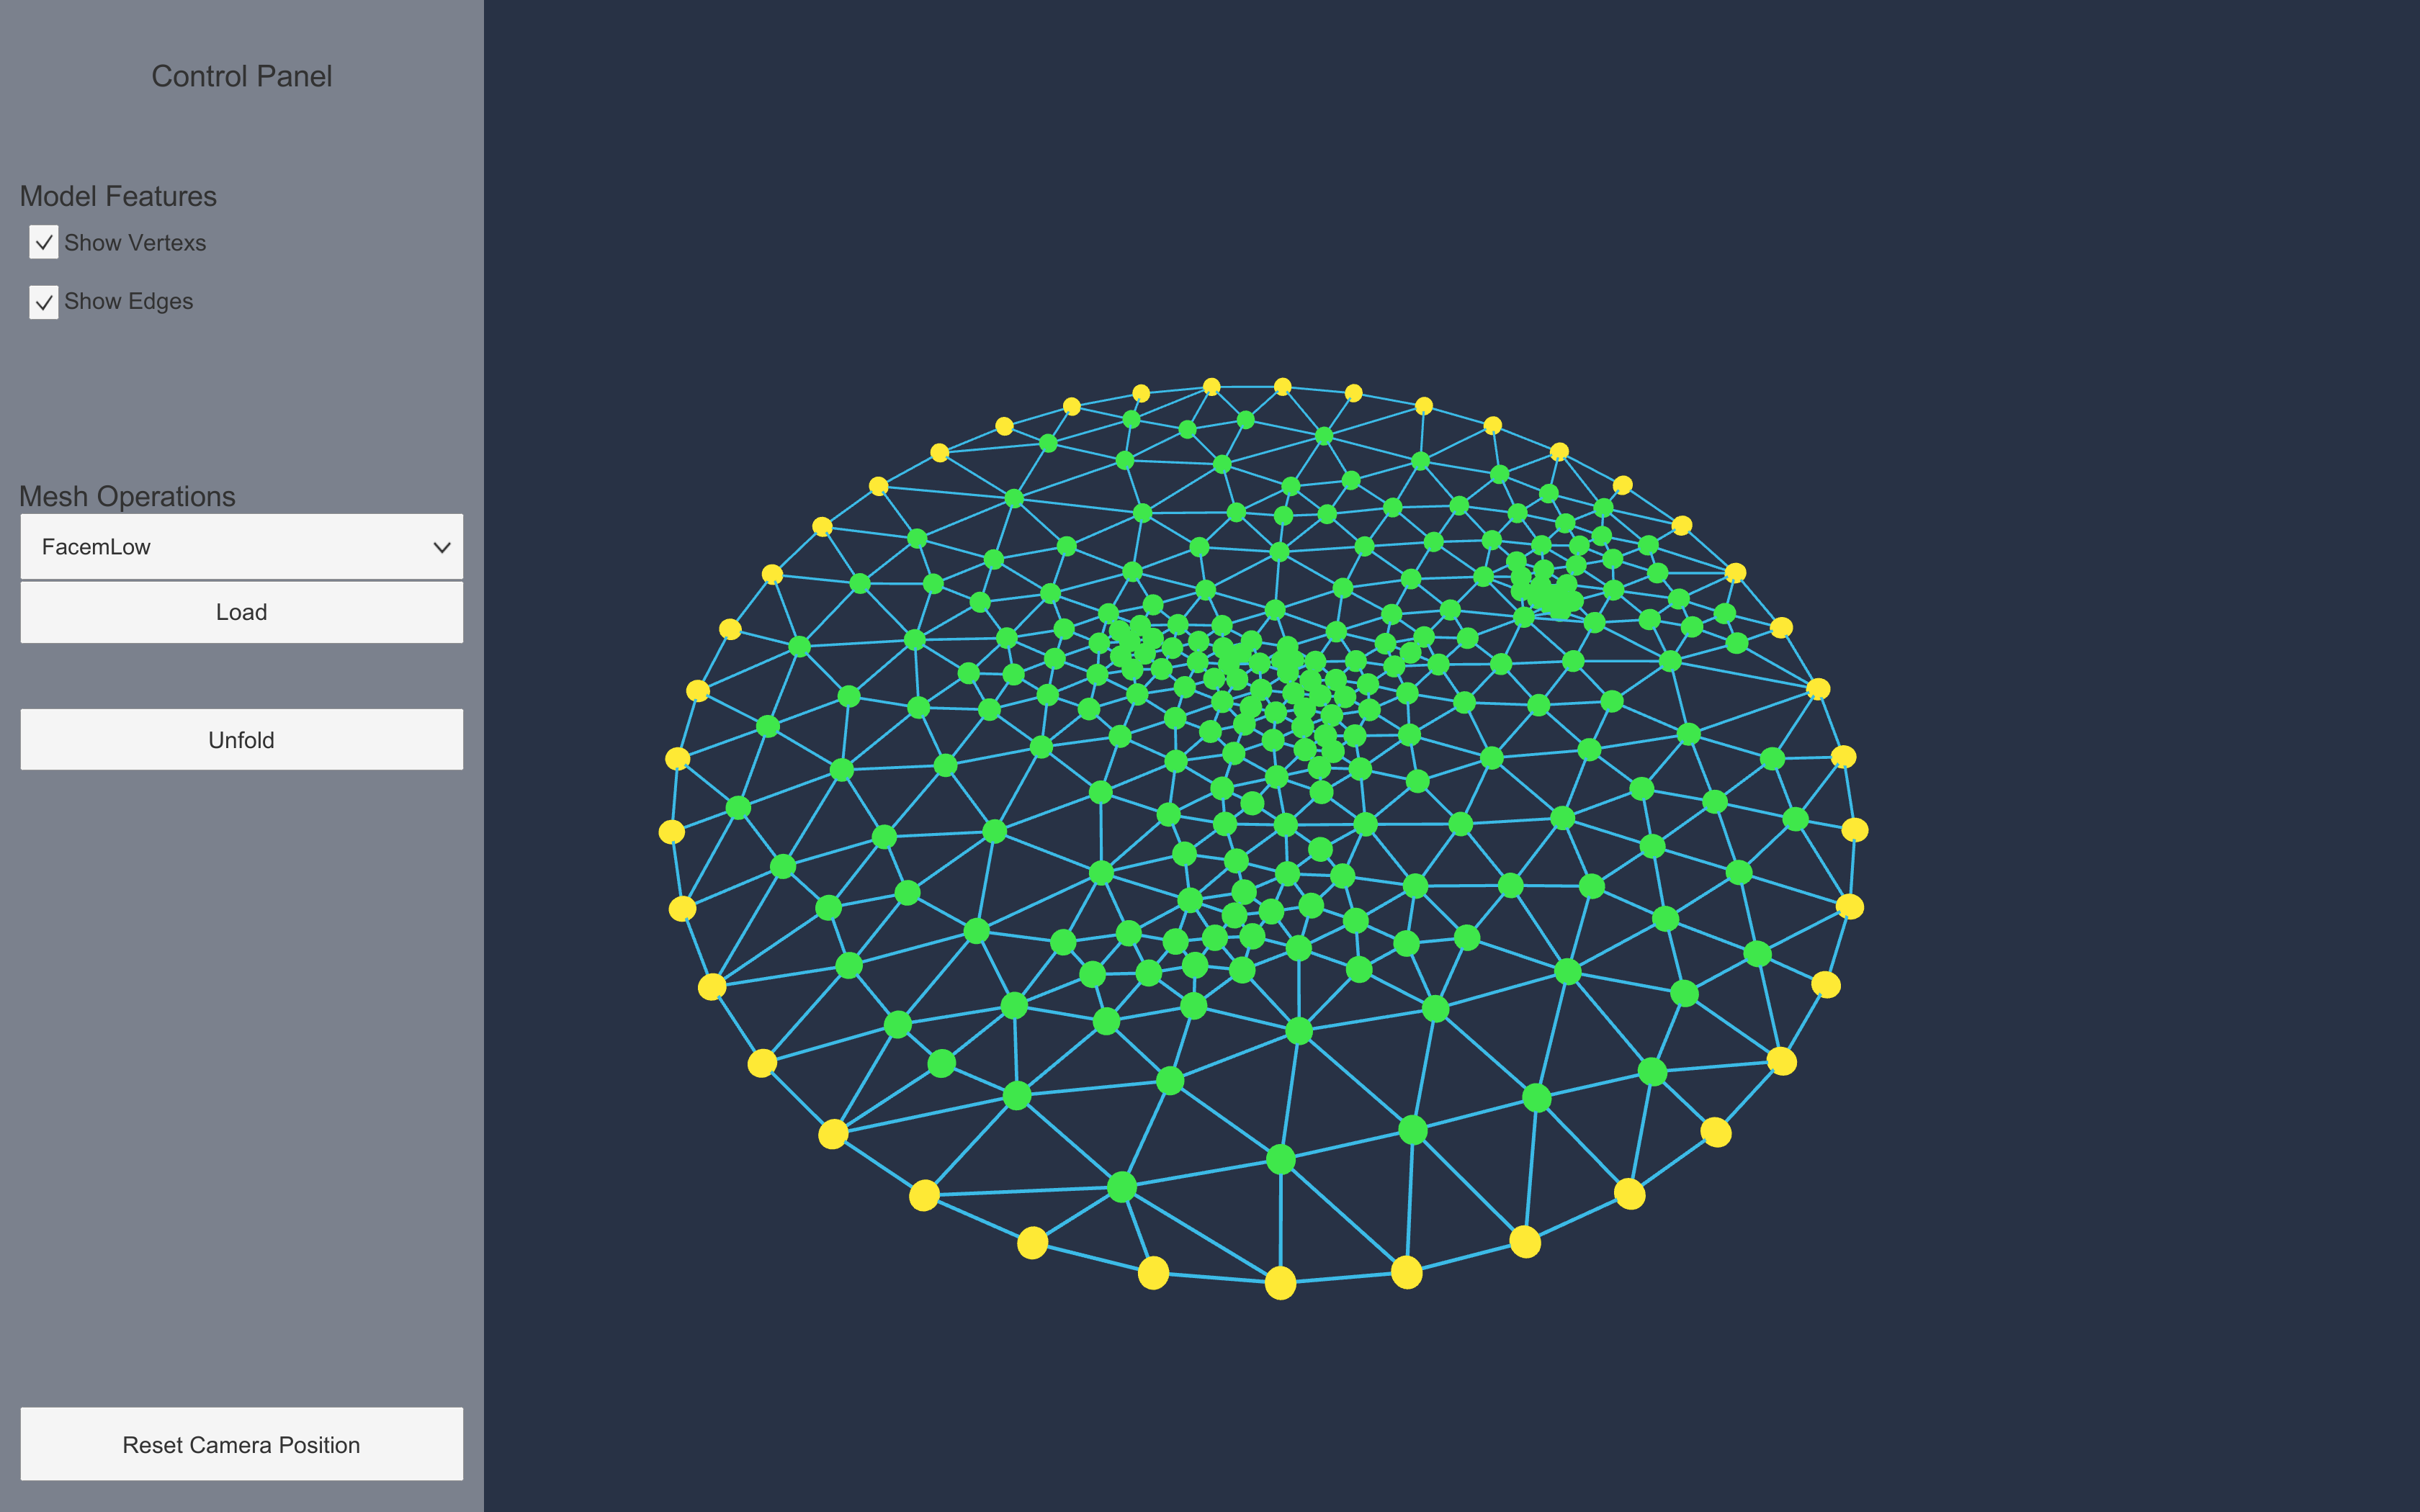 Control Panel
Model Features
Show Vertexs
Show Edges
Mesh Operations
FacemLow
Load
Unfold
Reset Camera Position